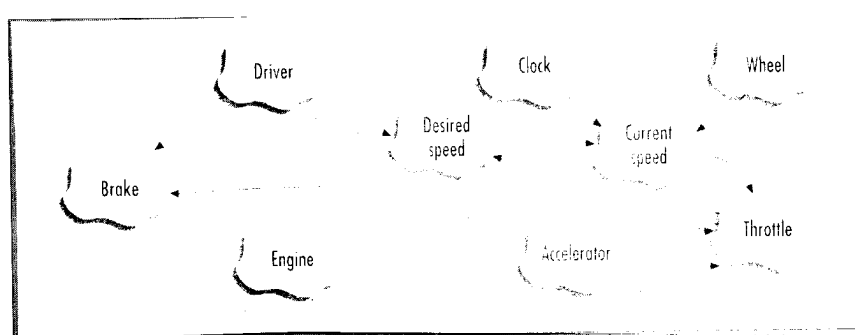 Driver
Clock
Wheel
Desired
speed
Current
speed
Brake
Throttle
Engine
Accelerator